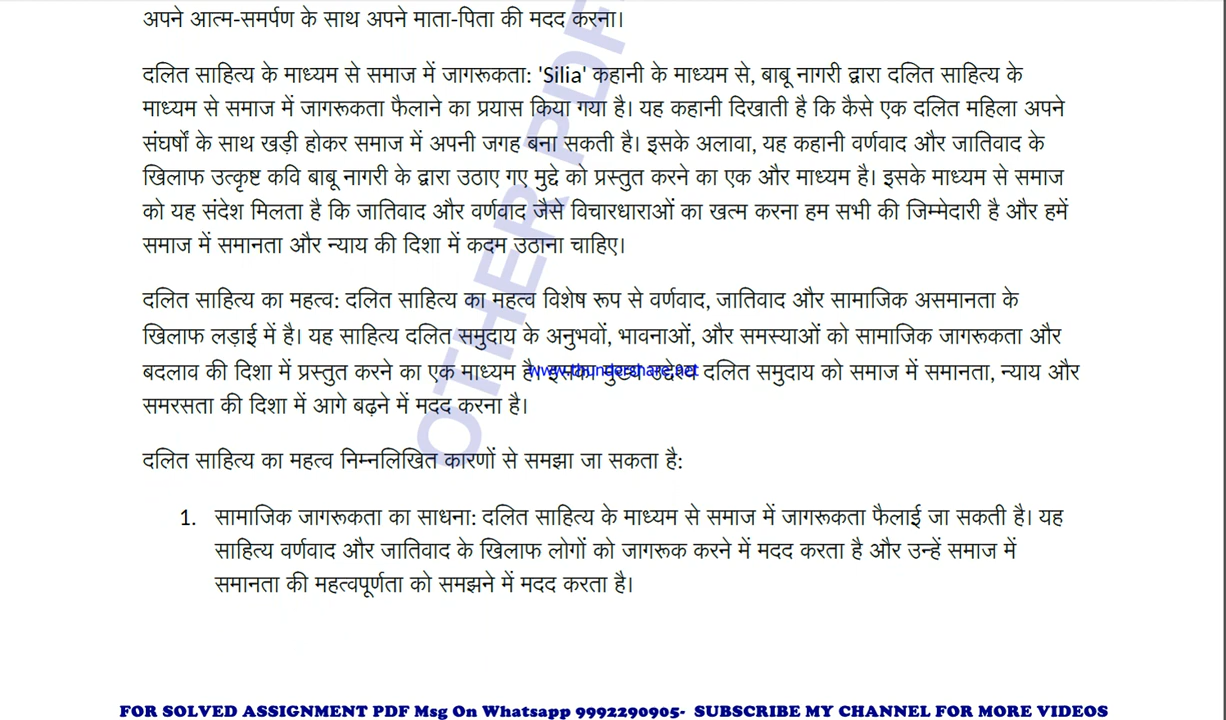 अपने आत्म-समर्पण के साथ अपने माता-पिता की मदद करना।
दलित साहित्य के माध्यम से समाज में जागरूकता: 'Silia' कहानी के माध्यम से, बाबू नागरी द्वारा दलित साहित्य के
माध्यम से समाज में जागरूकता फैलाने का प्रयास किया गया है। यह कहानी दिखाती है कि कैसे एक दलित महिला अपने
संघर्षों के साथ खड़ी होकर समाज में अपनी जगह बना सकती है। इसके अलावा, यह कहानी वर्णवाद और जातिवाद के
खिलाफ उत्कृष्ट कवि बाबू नागरी के द्वारा उठाए गए मुद्दे को प्रस्तुत करने का एक और माध्यम है। इसके माध्यम से समाज
को यह संदेश मिलता है कि जातिवाद और वर्णवाद जैसे विचारधाराओं का खत्म करना हम सभी की जिम्मेदारी है और हमें
समाज में समानता और न्याय की दिशा में कदम उठाना चाहिए।
दलित साहित्य का महत्व: दलित साहित्य का महत्व विशेष रूप से वर्णवाद, जातिवाद और सामाजिक असमानता के
खिलाफ लड़ाई में है। यह साहित्य दलित समुदाय के अनुभवों, भावनाओं, और समस्याओं को सामाजिक जागरूकता और
बदलाव की दिशा में प्रस्तुत करने का एक माध्यम है। इसका मुख्य उद्देश्य दलित समुदाय को समाज में समानता, न्याय और
www.thundershare.net
समरसता की दिशा में आगे बढ़ने में मदद करना है।
दलित साहित्य का महत्व निम्नलिखित कारणों से समझा जा सकता है:
1. सामाजिक जागरूकता का साधना: दलित साहित्य के माध्यम से समाज में जागरूकता फैलाई जा सकती है। यह
साहित्य वर्णवाद और जातिवाद के खिलाफ लोगों को जागरूक करने में मदद करता है और उन्हें समाज में
समानता की महत्वपूर्णता को समझने में मदद करता है।
OTHER PDF
FOR SOLVED ASSIGNMENT PDF Msg On Whatsapp 9992290905- SUBSCRIBE MY CHANNEL FOR MORE VIDEOS